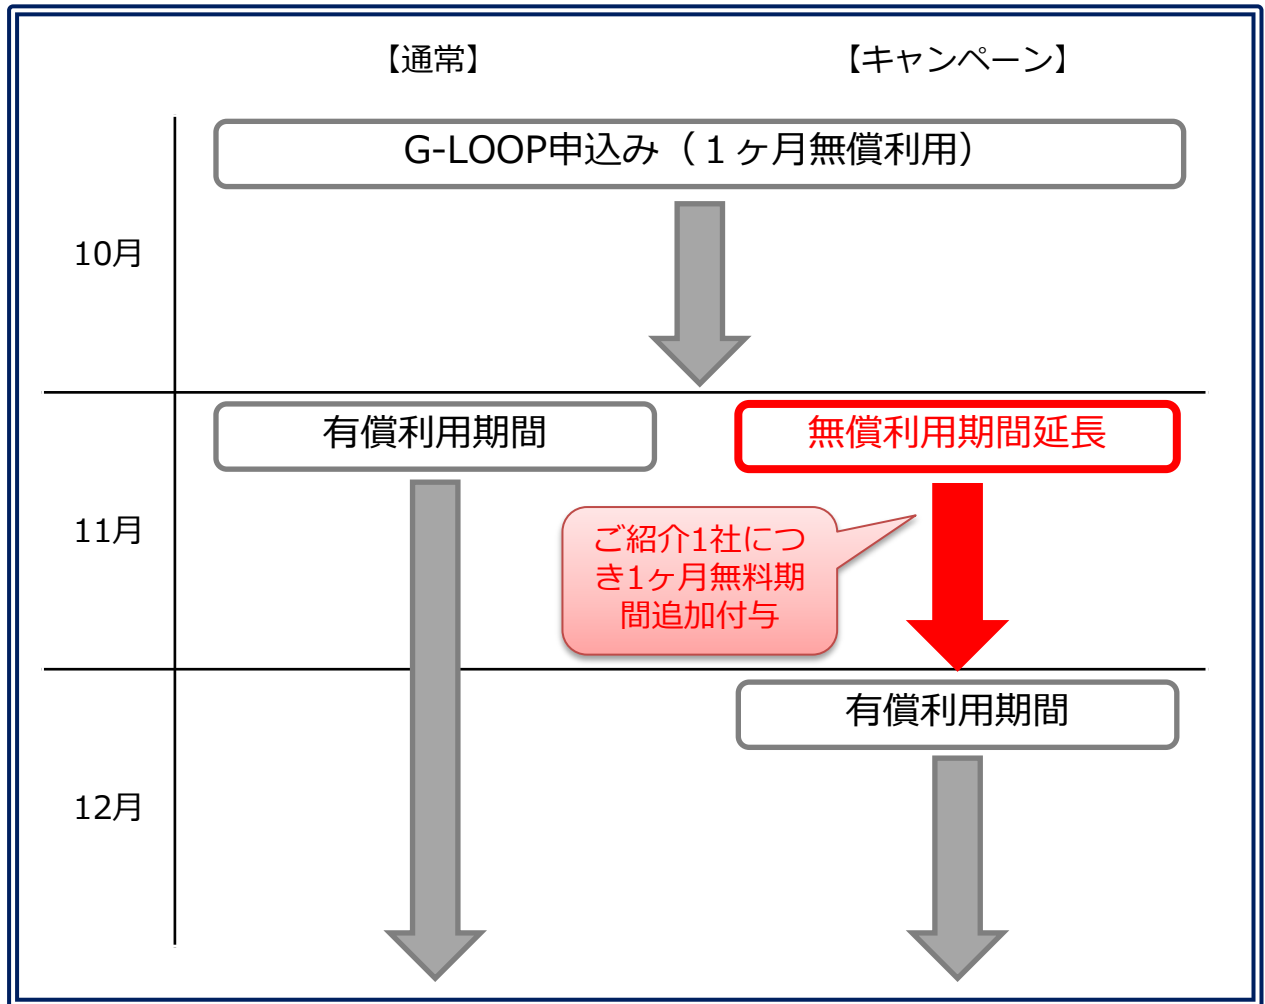 【通常】
【キャンペーン】
G-LOOP申込み（１ヶ月無償利用）
10月
有償利用期間
無償利用期間延長
11月
ご紹介1社につ
き1ヶ月無料期
間追加付与
有償利用期間
12月